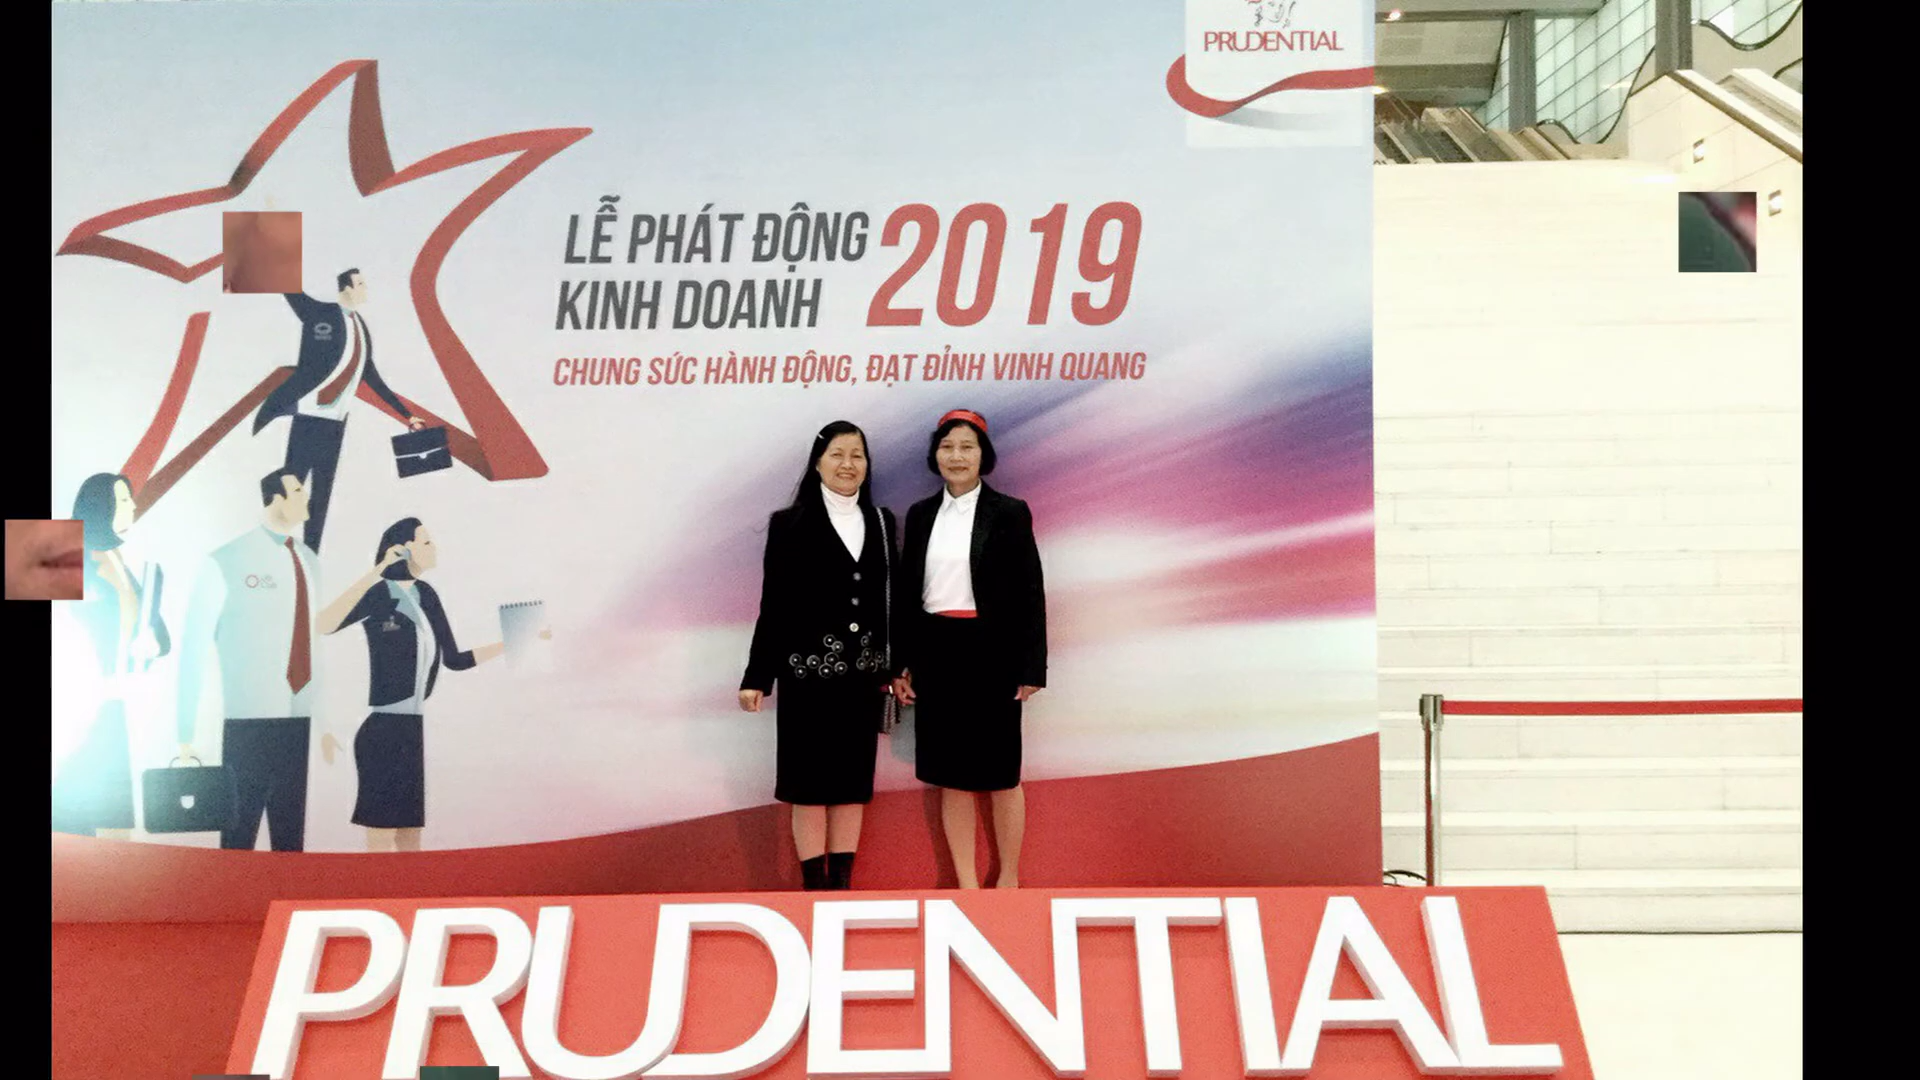 PRUDENTIAL
LỄ PHÁT ĐỘNG
KINH DOANH 2019
CHUNG SỨC HÀNH ĐỘNG, ĐẠT ĐỈNH VINH QUANG
PRUDENTIAL